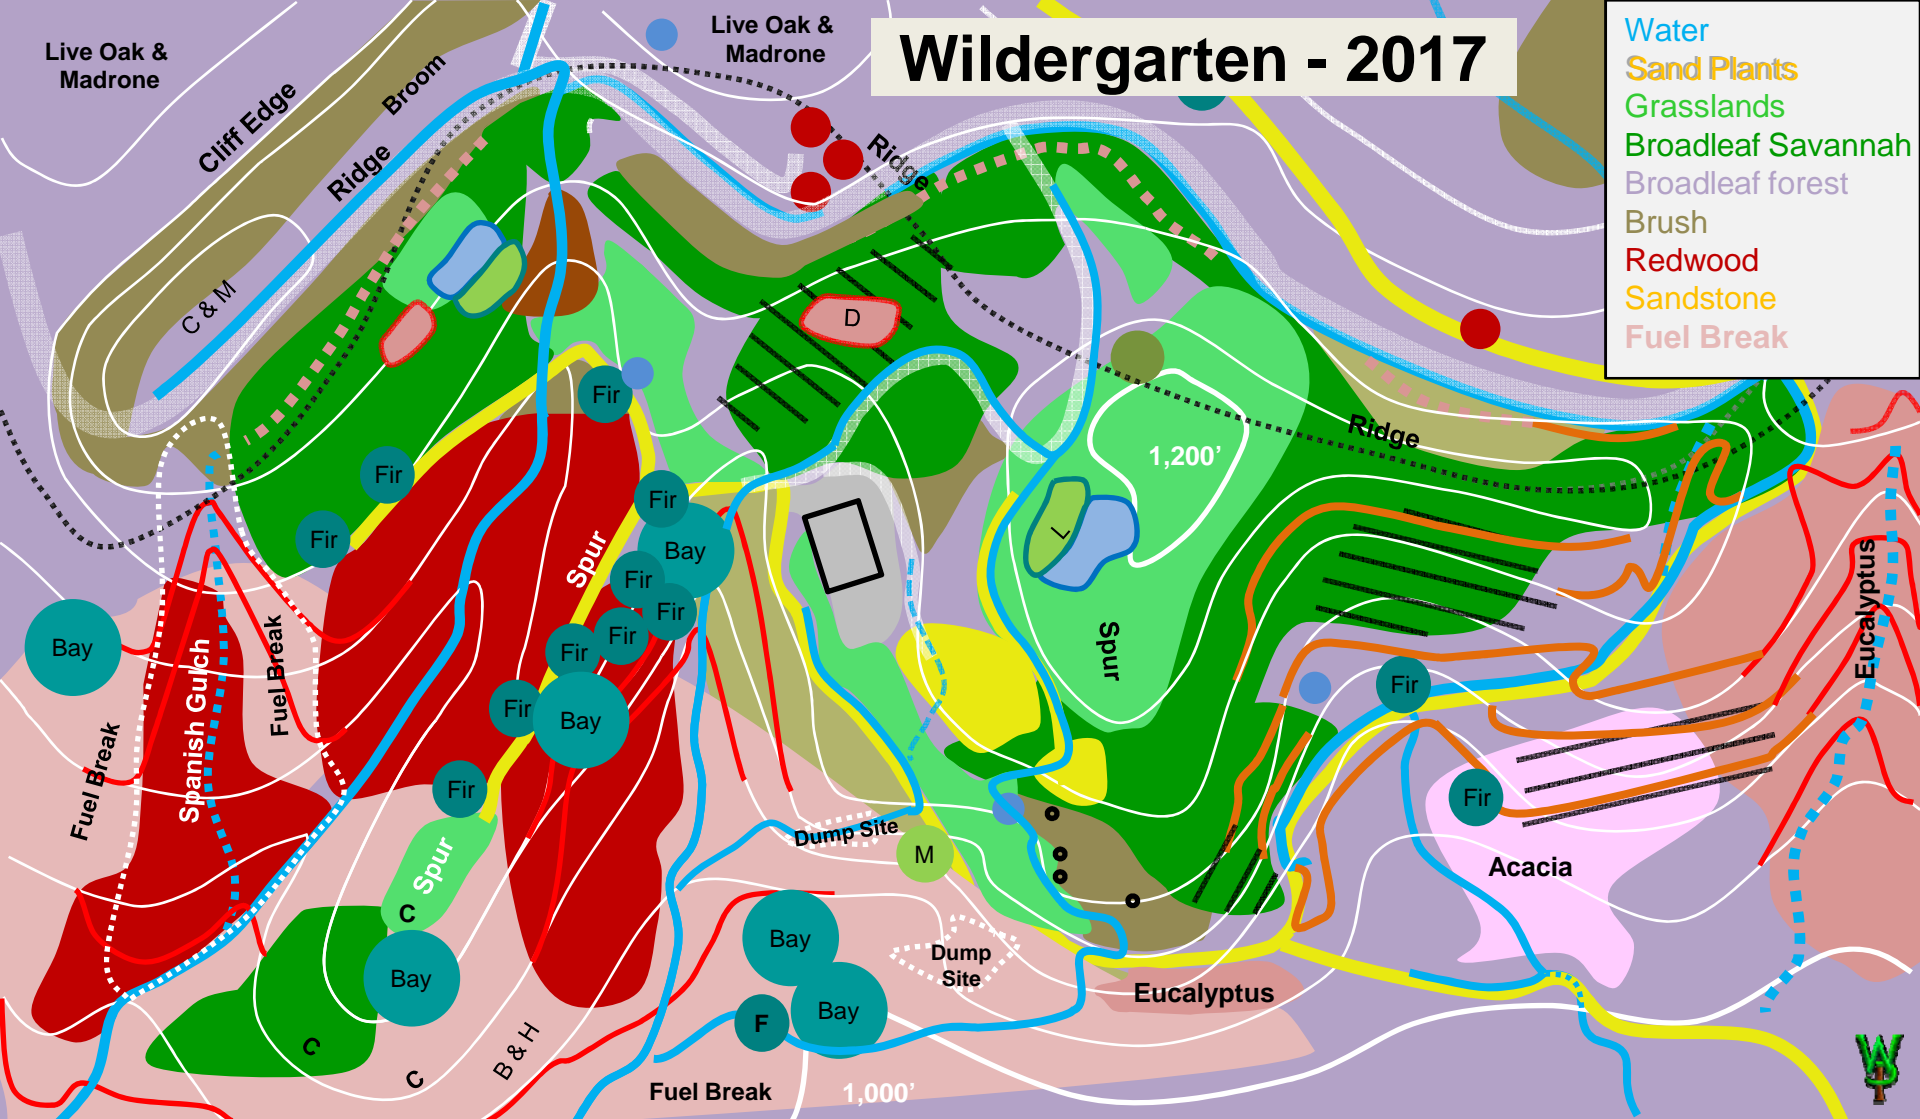 Wildergarten - 2017
Live Oak &
Madrone
Live Oak &
Madrone
Water
Sand Plants
Grasslands
Broadleaf Savannah
Broadleaf forest
Brush
Redwood
Sandstone
Fuel Break
Cliff Edge
Broom
Ridge
Ridge
C & M
D
Fir
Ridge
1,200’
Fir
Fir
Fir
L
Spur
Bay
Fir
Fir
Fir
Fir
Bay
Spanish Gulch
Fuel Break
Spur
Eucalyptus
Fir
Fir
Bay
Fuel Break
Fir
Fir
Dump Site
M
Acacia
Spur
C
Bay
Bay
Dump
Site
Eucalyptus
Bay
F
C
C
B & H
Fuel Break
1,000’